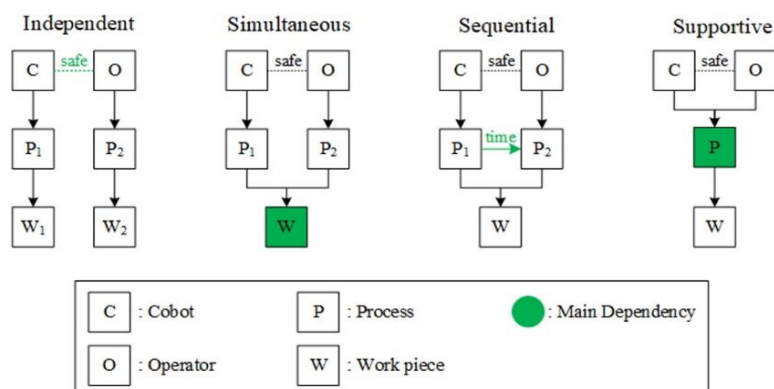 Independent Simultaneous Sequential Supportive
C safe O C safe O C safe O C safe O
P₁ P₂ P₁ P₂ P₁ time P₂ P
W₁ W₂ W W W
C : Cobot P : Process : Main Dependency
O : Operator W : Work piece